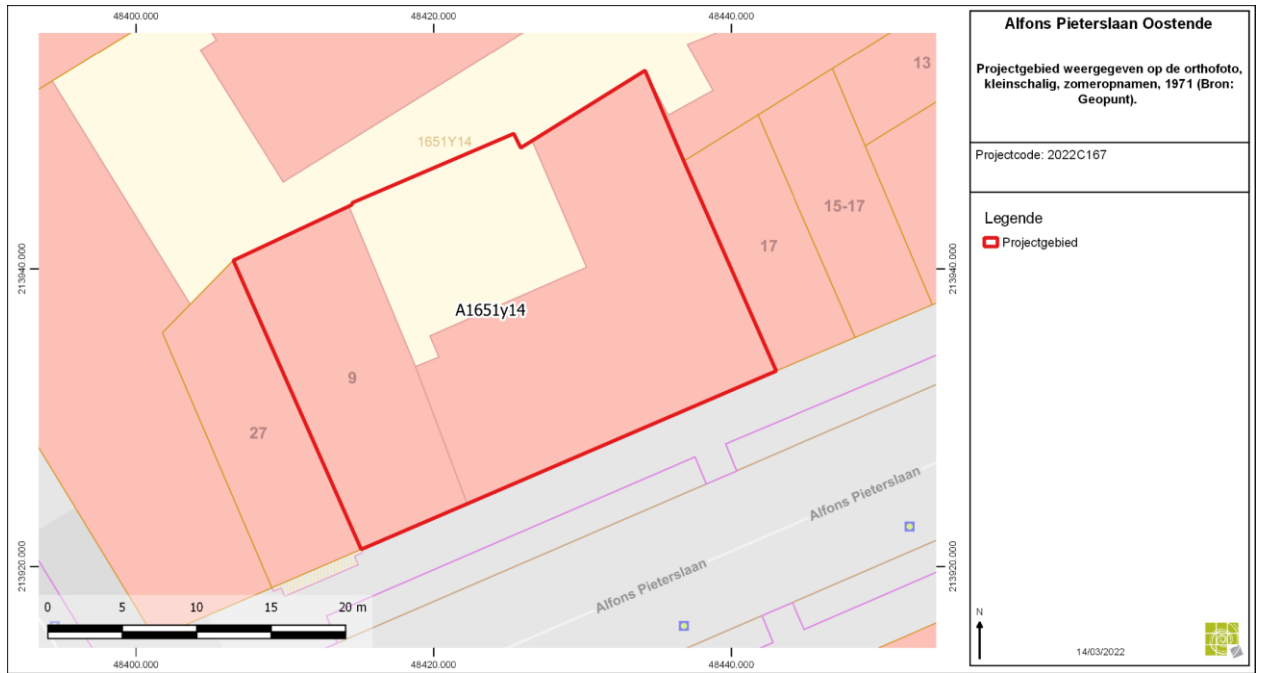 48400.000
48420.000
48440.000
Alfons Pieterslaan Oostende
Projectgebied weergegeven op de orthofoto,
kleinschalig, zomeropnamen, 1971 (Bron:
Geopunt).
Projectcode: 2022C167
Legende
Projectgebied
13
1651Y14
15-17
17
213940.000
213940.000
A1651y14
9
27
Alfons Pieterslaan
Alfons Pieterslaan
213920.000
213920.000
0 5 10 15 20 m
48400.000
48420.000
48440.000
N
14/03/2022